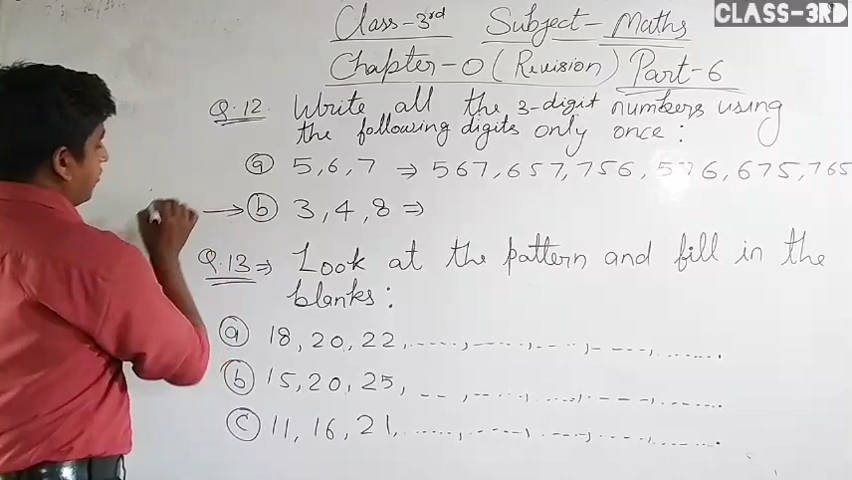 CLASS-3RD
Class-3rd Subject- Maths
Chapter-0 (Revision) Part-6
Q.12. Write all the 3-digit numbers using
the following digits only once :
(a) 5, 6, 7 ⇒ 567, 657, 756, 576, 675, 765
→ (b) 3, 4, 8 ⇒
Q.13 ⇒ Look at the pattern and fill in the
blanks :
(a) 18, 20, 22, ......, ......, ......, ......, .......
(b) 15, 20, 25, ......, ......, ......, ......, .......
(c) 11, 16, 21, ......, ......, ......, ......, .......